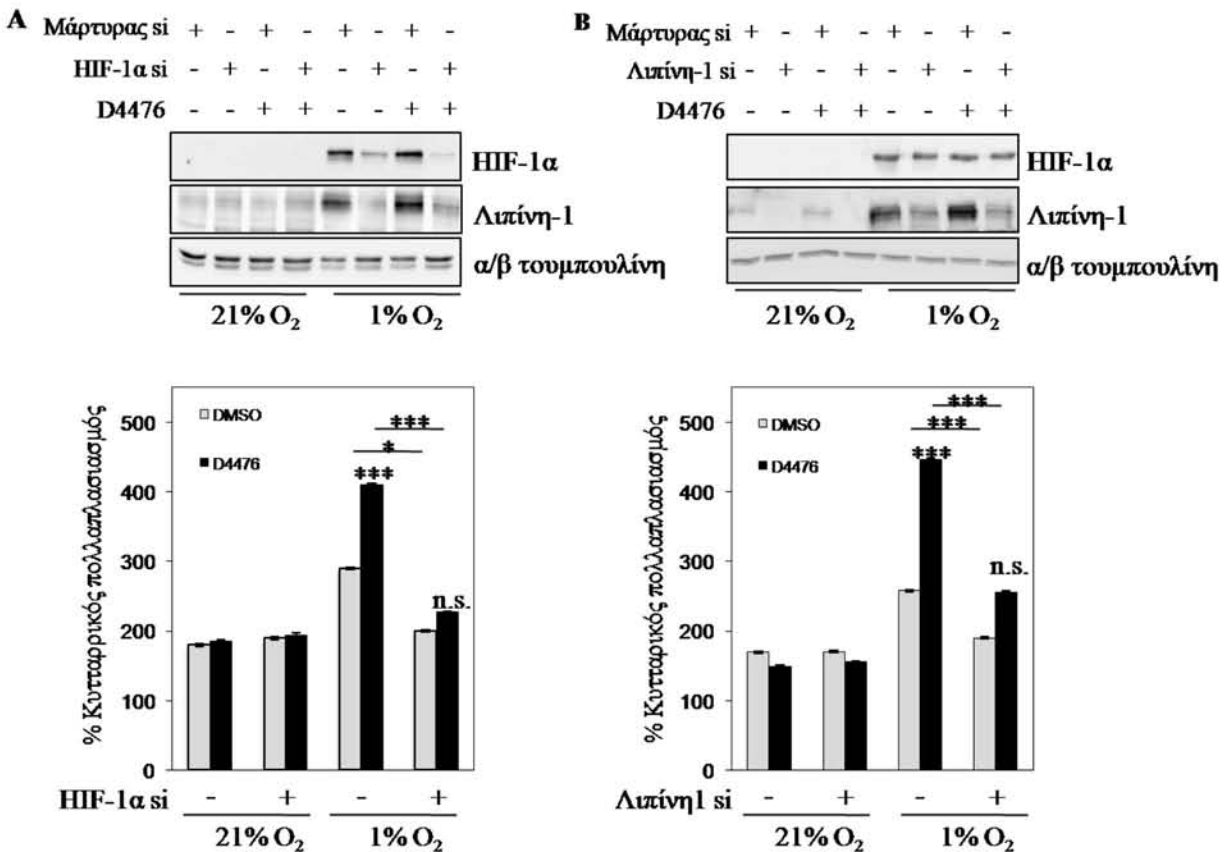 A
Μάρτυρας si + - + - + - + -
HIF-1α si - + - + - + - +
D4476 - - + + - - + +
HIF-1α
Λιπίνη-1
α/β τουμπουλίνη
21% O₂ 1% O₂
% Κυτταρρικός πολλαπλασιασμός
500
400
300
200
100
0
DMSO
D4476
***
*
***
n.s.
HIF-1α si - + - +
21% O₂ 1% O₂
B
Μάρτυρας si + - + - + - + -
Λιπίνη-1 si - + - + - + - +
D4476 - - + + - - + +
HIF-1α
Λιπίνη-1
α/β τουμπουλίνη
21% O₂ 1% O₂
% Κυτταρικός πολλαπλασιασμός
500
400
300
200
100
0
DMSO
D4476
***
***
***
n.s.
Λιπίνη1 si - + - +
21% O₂ 1% O₂